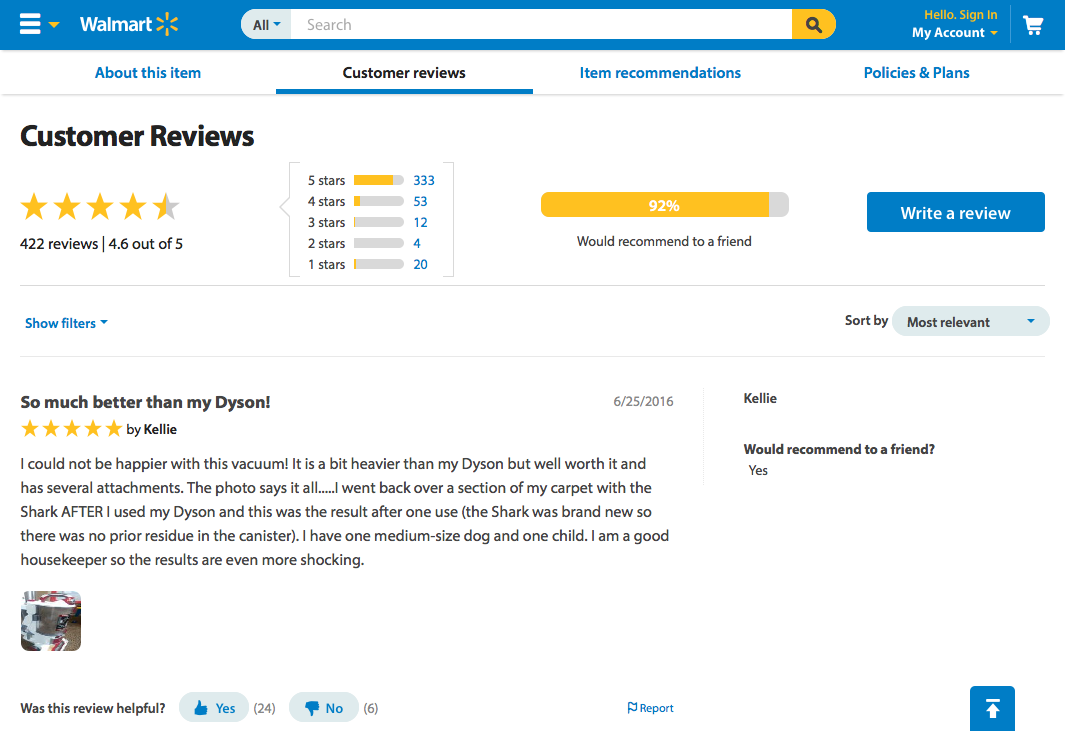 Walmart
All
Search
Hello. Sign In
My Account
About this item
Customer reviews
Item recommendations
Policies & Plans
Customer Reviews
422 reviews | 4.6 out of 5
5 stars 333
4 stars 53
3 stars 12
2 stars 4
1 stars 20
92%
Would recommend to a friend
Write a review
Show filters
Sort by Most relevant
So much better than my Dyson!
6/25/2016
by Kellie
I could not be happier with this vacuum! It is a bit heavier than my Dyson but well worth it and
has several attachments. The photo says it all.....I went back over a section of my carpet with the
Shark AFTER I used my Dyson and this was the result after one use (the Shark was brand new so
there was no prior residue in the canister). I have one medium-size dog and one child. I am a good
housekeeper so the results are even more shocking.
Kellie
Would recommend to a friend?
Yes
Was this review helpful? Yes (24) No (6)
Report